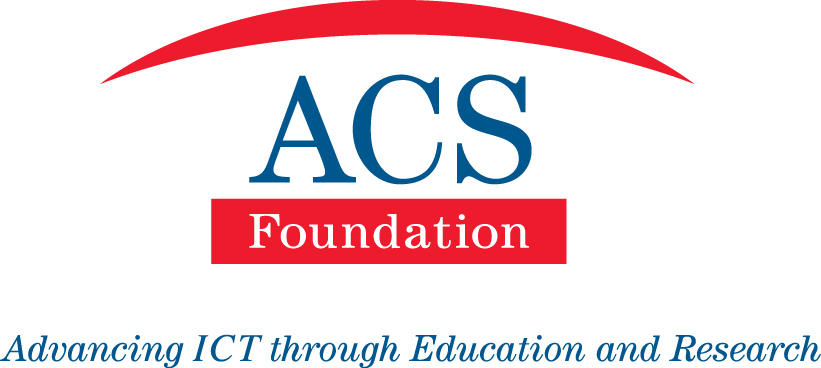 ACS
Foundation
Advancing ICT through Education and Research